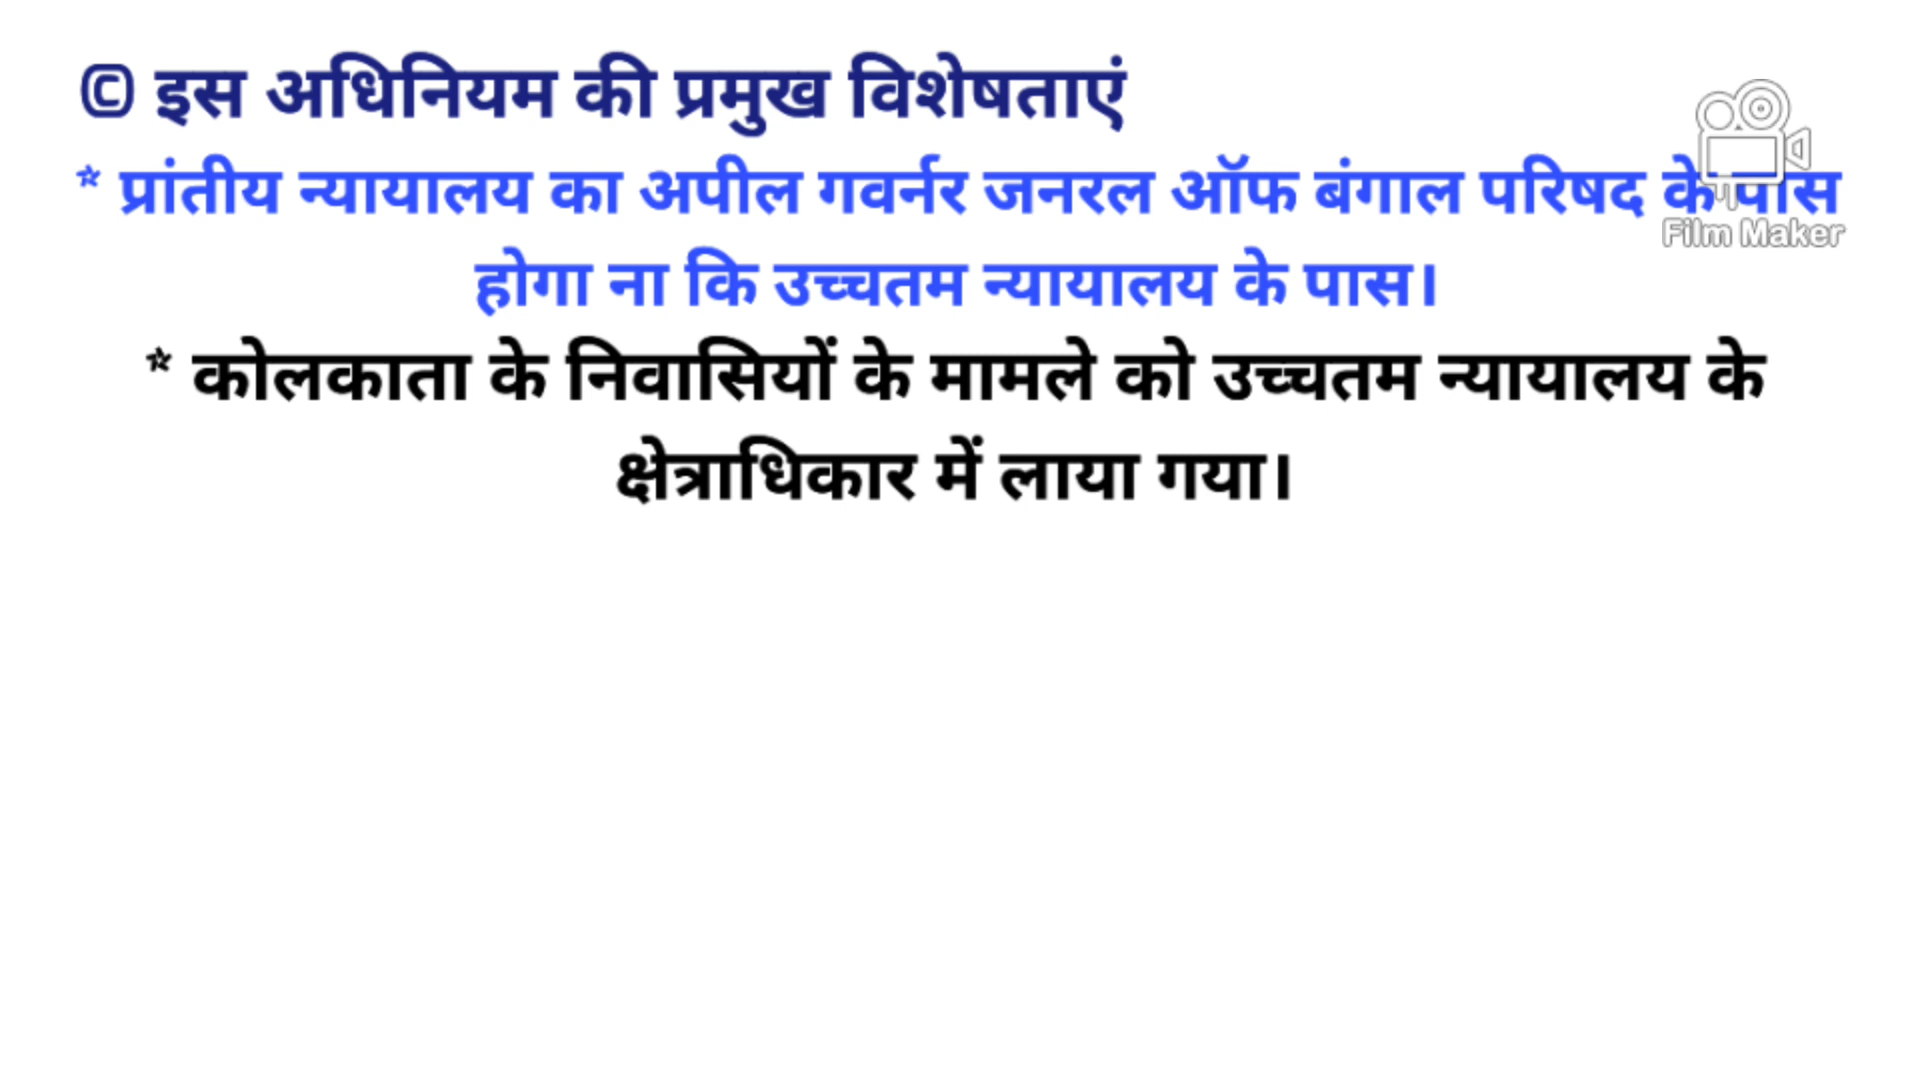 © इस अधिनियम की प्रमुख विशेषताएं
* प्रांतीय न्यायालय का अपील गवर्नर जनरल ऑफ बंगाल परिषद के पास
Film Maker
होगा ना कि उच्चतम न्यायालय के पास।
* कोलकाता के निवासियों के मामले को उच्चतम न्यायालय के
क्षेत्राधिकार में लाया गया।